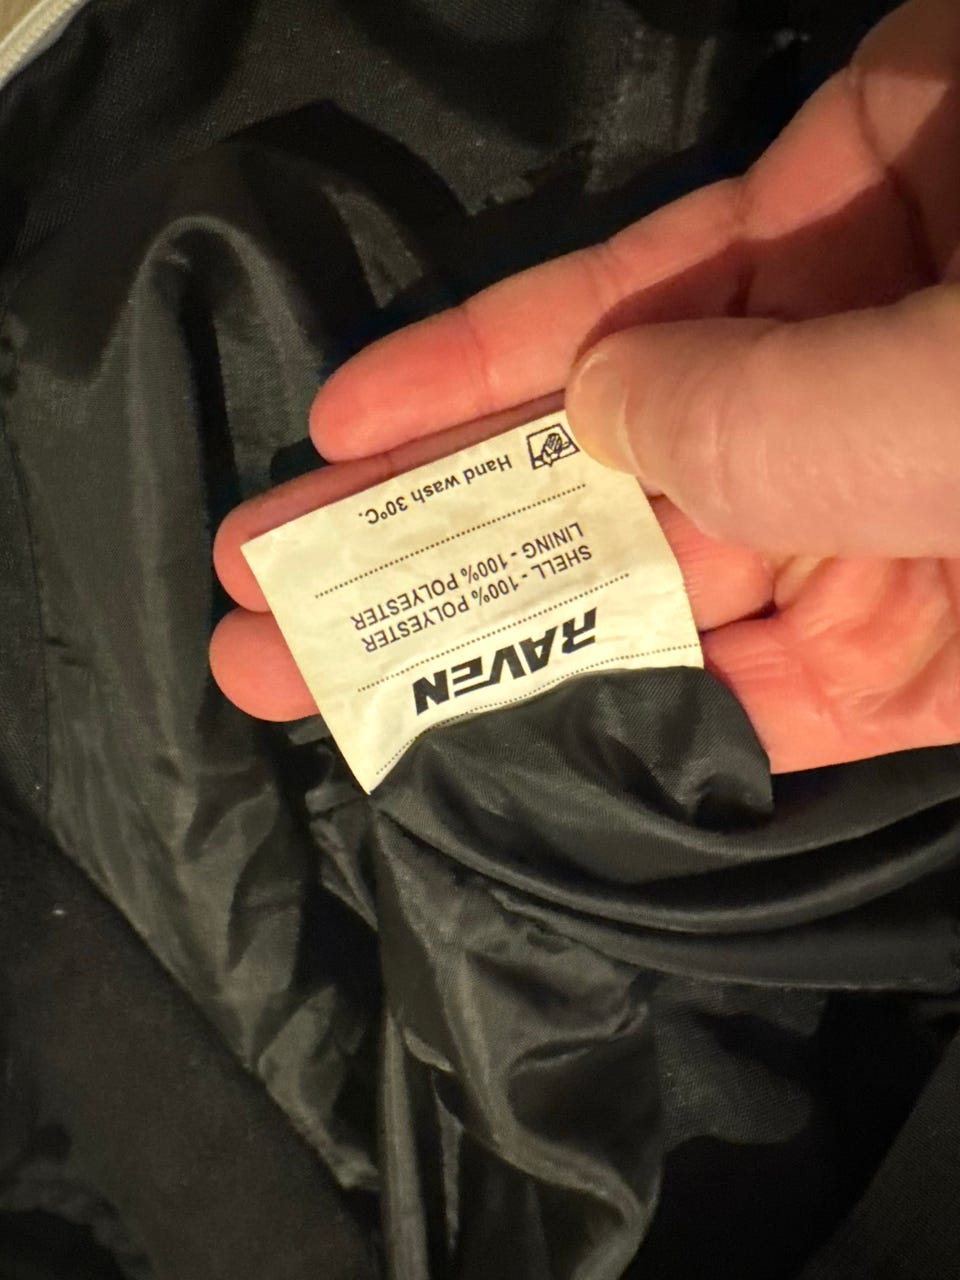 RAVEN
SHELL - 100% POLYESTER
LINING - 100% POLYESTER
Hand wash 30°C.